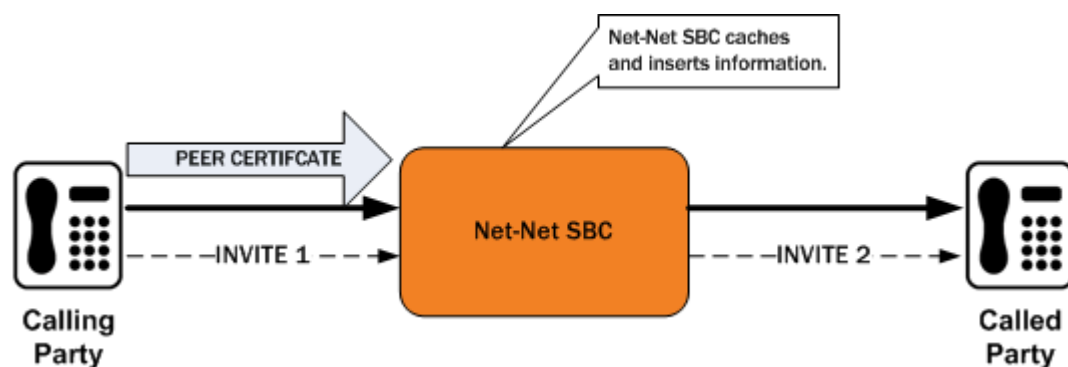 Net-Net SBC caches
and inserts information.
PEER CERTIFCATE
Net-Net SBC
INVITE 1
INVITE 2
Calling
Party
Called
Party